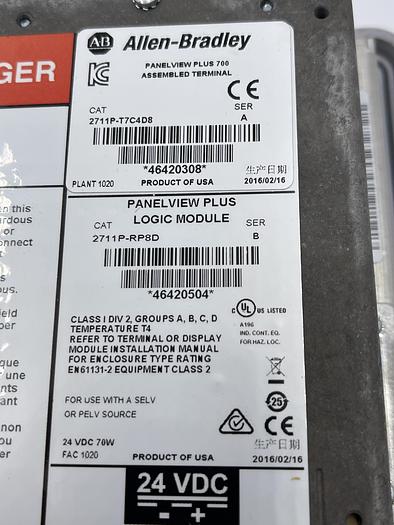 GER
AB Allen-Bradley
PANELVIEW PLUS 700
ASSEMBLED TERMINAL
CE
CAT SER
2711P-T7C4D8 A
*46420308*
生产日期
PLANT 1020 PRODUCT OF USA 2016/02/16
PANELVIEW PLUS
LOGIC MODULE
CAT SER
2711P-RP8D B
*46420504*
CLASS I DIV 2, GROUPS A, B, C, D
TEMPERATURE T4
REFER TO TERMINAL OR DISPLAY
MODULE INSTALLATION MANUAL
FOR ENCLOSURE TYPE RATING
EN61131-2 EQUIPMENT CLASS 2
C UL US LISTED
A196
IND. CONT. EQ.
FOR HAZ. LOC.
FOR USE WITH A SELV
OR PELV SOURCE
25
CE
生产日期
24 VDC 70W
FAC 1020 PRODUCT OF USA 2016/02/16
24 VDC
- +